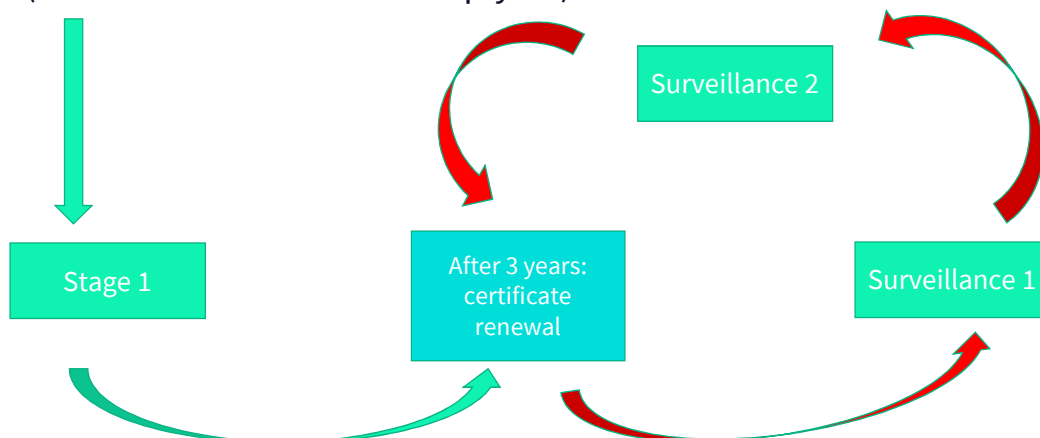 Surveillance 2
Stage 1
After 3 years:
certificate
renewal
Surveillance 1